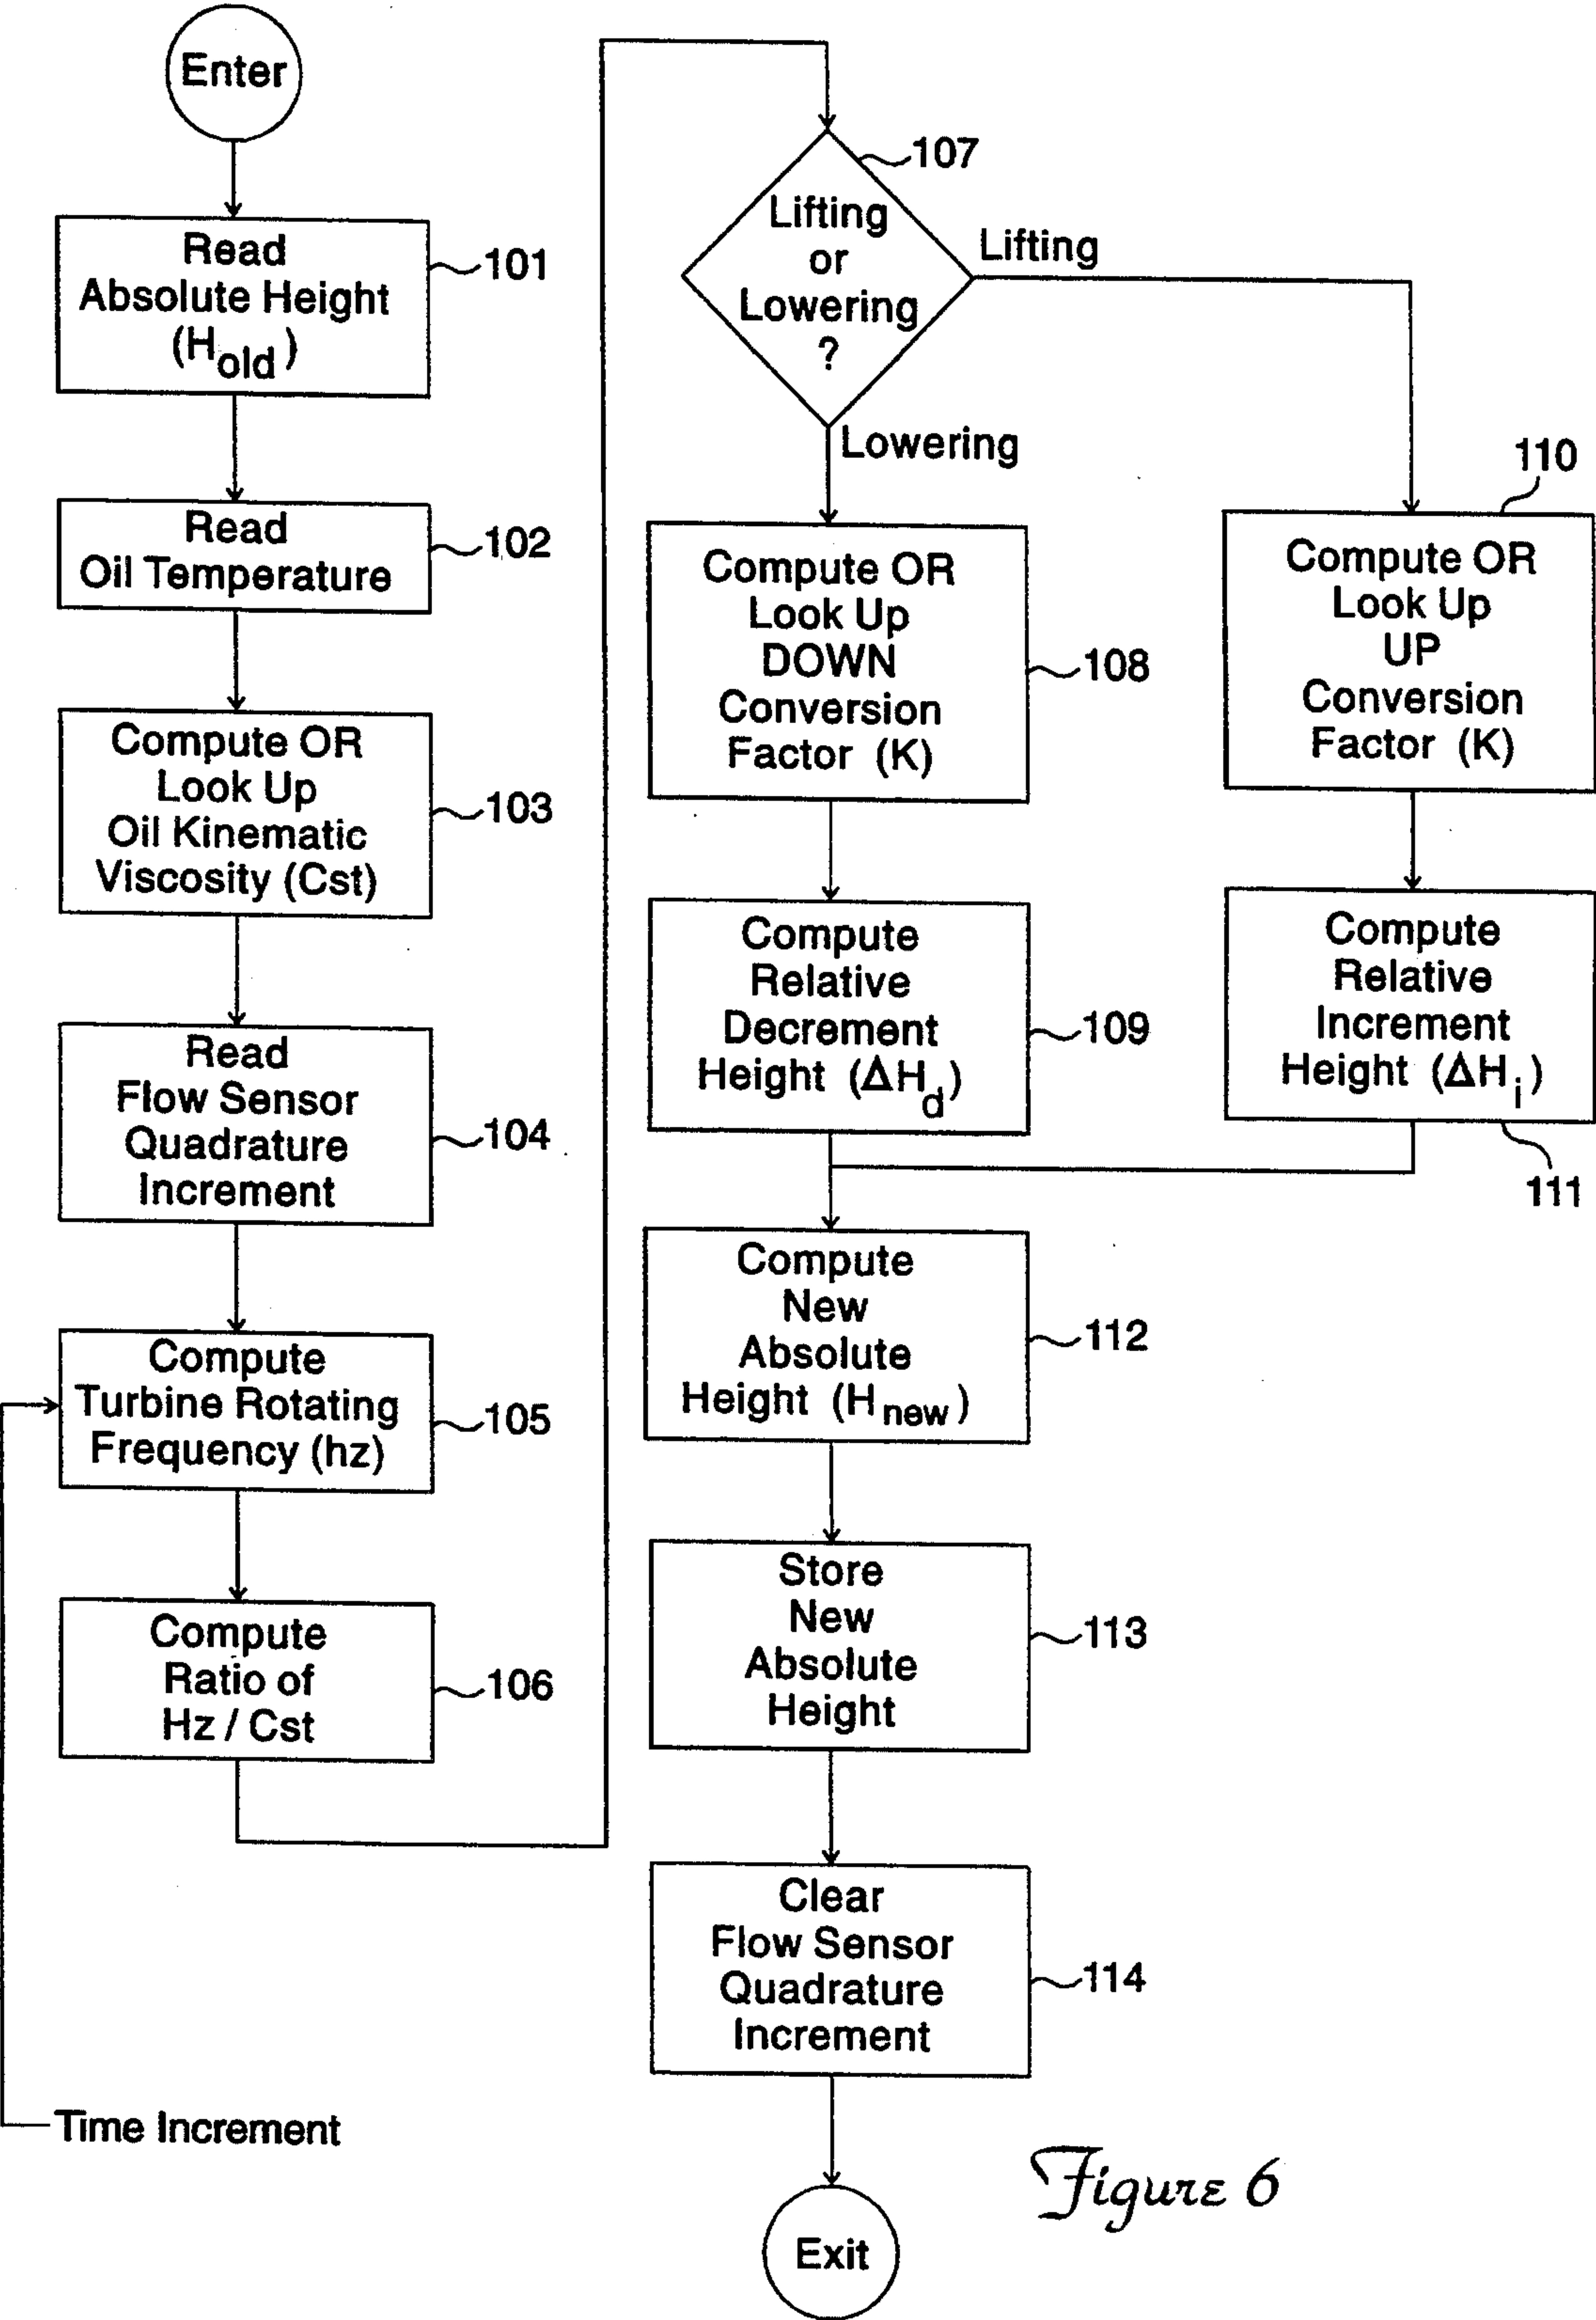 Enter
Read
Absolute Height
(Hold)
101
Read
Oil Temperature
102
Compute OR
Look Up
Oil Kinematic
Viscosity (Cst)
103
Read
Flow Sensor
Quadrature
Increment
104
Compute
Turbine Rotating
Frequency (hz)
105
Compute
Ratio of
Hz / Cst
106
Time Increment
107
Lifting
or
Lowering
?
Lifting
Lowering
Compute OR
Look Up
DOWN
Conversion
Factor (K)
108
Compute
Relative
Decrement
Height (ΔHd)
109
110
Compute OR
Look Up
UP
Conversion
Factor (K)
Compute
Relative
Increment
Height (ΔHi)
111
Compute
New
Absolute
Height (Hnew)
112
Store
New
Absolute
Height
113
Clear
Flow Sensor
Quadrature
Increment
114
Exit
Figure 6